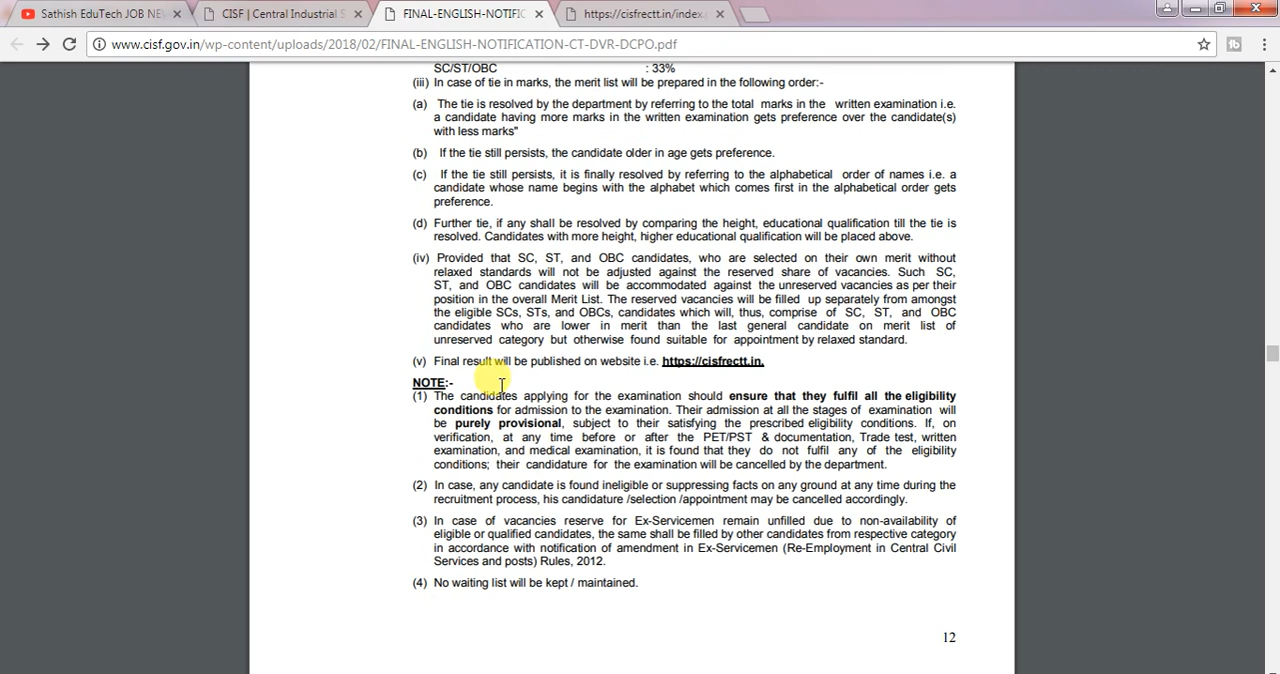 Sathish EduTech JOB NEW
CISF | Central Industrial S
FINAL-ENGLISH-NOTIFIC
https://cisfrectt.in/index.
www.cisf.gov.in/wp-content/uploads/2018/02/FINAL-ENGLISH-NOTIFICATION-CT-DVR-DCPO.pdf
SC/ST/OBC : 33%
(iii) In case of tie in marks, the merit list will be prepared in the following order:-
(a) The tie is resolved by the department by referring to the total marks in the written examination i.e.
a candidate having more marks in the written examination gets preference over the candidate(s)
with less marks"
(b) If the tie still persists, the candidate older in age gets preference.
(c) If the tie still persists, it is finally resolved by referring to the alphabetical order of names i.e. a
candidate whose name begins with the alphabet which comes first in the alphabetical order gets
preference.
(d) Further tie, if any shall be resolved by comparing the height, educational qualification till the tie is
resolved. Candidates with more height, higher educational qualification will be placed above.
(iv) Provided that SC, ST, and OBC candidates, who are selected on their own merit without
relaxed standards will not be adjusted against the reserved share of vacancies. Such SC,
ST, and OBC candidates will be accommodated against the unreserved vacancies as per their
position in the overall Merit List. The reserved vacancies will be filled up separately from amongst
the eligible SCs, STs, and OBCs, candidates which will, thus, comprise of SC, ST, and OBC
candidates who are lower in merit than the last general candidate on merit list of
unreserved category but otherwise found suitable for appointment by relaxed standard.
(v) Final result will be published on website i.e. https://cisfrectt.in.
NOTE:-
(1) The candidates applying for the examination should ensure that they fulfil all the eligibility
conditions for admission to the examination. Their admission at all the stages of examination will
be purely provisional, subject to their satisfying the prescribed eligibility conditions. If, on
verification, at any time before or after the PET/PST & documentation, Trade test, written
examination, and medical examination, it is found that they do not fulfil any of the eligibility
conditions; their candidature for the examination will be cancelled by the department.
(2) In case, any candidate is found ineligible or suppressing facts on any ground at any time during the
recruitment process, his candidature /selection /appointment may be cancelled accordingly.
(3) In case of vacancies reserve for Ex-Servicemen remain unfilled due to non-availability of
eligible or qualified candidates, the same shall be filled by other candidates from respective category
in accordance with notification of amendment in Ex-Servicemen (Re-Employment in Central Civil
Services and posts) Rules, 2012.
(4) No waiting list will be kept / maintained.
12